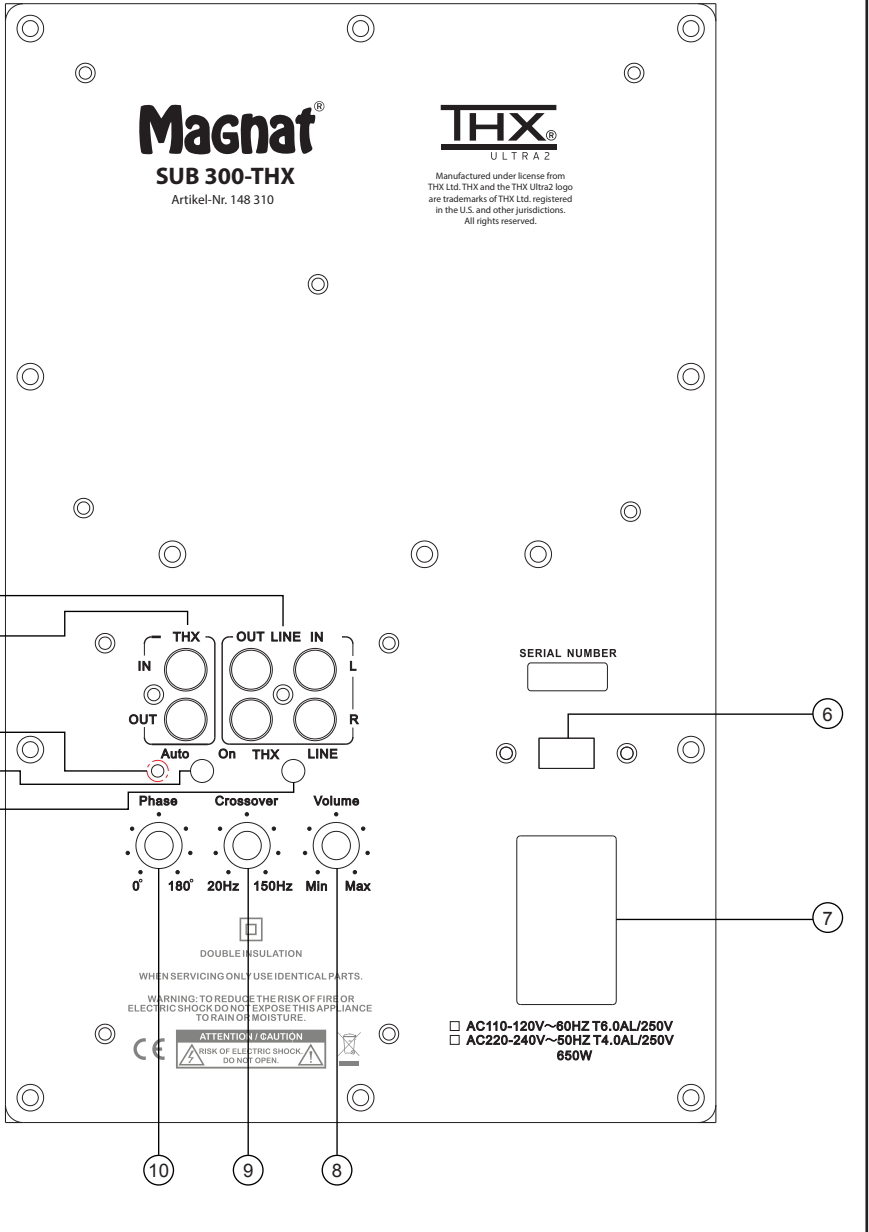 Magnat®
SUB 300-THX
Artikel-Nr. 148 310
THX®
ULTRA2
Manufactured under license from
THX Ltd. THX and the THX Ultra2 logo
are trademarks of THX Ltd. registered
in the U.S. and other jurisdictions.
All rights reserved.
THX
OUT LINE IN
IN
L
OUT
R
Auto On THX LINE
SERIAL NUMBER
6
Phase Crossover Volume
0° 180° 20Hz 150Hz Min Max
7
DOUBLE INSULATION
WHEN SERVICING ONLY USE IDENTICAL PARTS.
WARNING: TO REDUCE THE RISK OF FIRE OR
ELECTRIC SHOCK DO NOT EXPOSE THIS APPLIANCE
TO RAIN OR MOISTURE.
CE
ATTENTION / CAUTION
RISK OF ELECTRIC SHOCK.
DO NOT OPEN.
□ AC110-120V～60HZ T6.0AL/250V
□ AC220-240V～50HZ T4.0AL/250V
650W
10
9
8